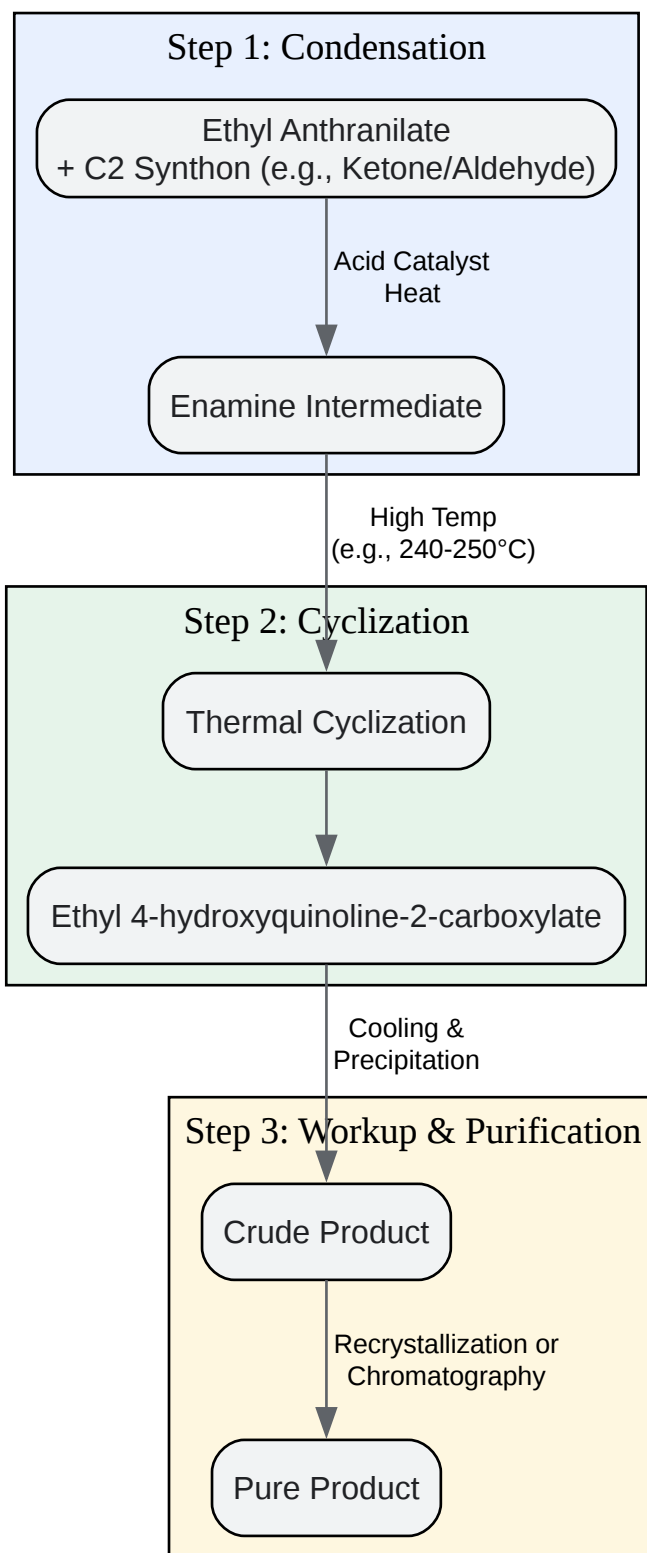 Step 1: Condensation
Ethyl Anthranilate
+ C2 Synthon (e.g., Ketone/Aldehyde)
Acid Catalyst
Heat
Enamine Intermediate
High Temp
(e.g., 240-250°C)
Step 2: Cyclization
Thermal Cyclization
Ethyl 4-hydroxyquinoline-2-carboxylate
Cooling &
Precipitation
Step 3: Workup & Purification
Crude Product
Recrystallization or
Chromatography
Pure Product